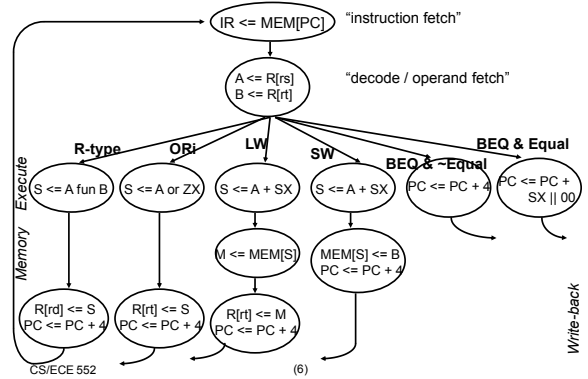 IR <= MEM[PC]
“instruction fetch”
A <= R[rs]
B <= R[rt]
“decode / operand fetch”
R-type
ORi
LW
SW
BEQ & ~Equal
BEQ & Equal
Execute
S <= A fun B
S <= A or ZX
S <= A + SX
S <= A + SX
PC <= PC + 4
PC <= PC +
SX || 00
Memory
M <= MEM[S]
MEM[S] <= B
PC <= PC + 4
R[rd] <= S
PC <= PC + 4
R[rt] <= S
PC <= PC + 4
R[rt] <= M
PC <= PC + 4
Write-back
CS/ECE 552
(6)